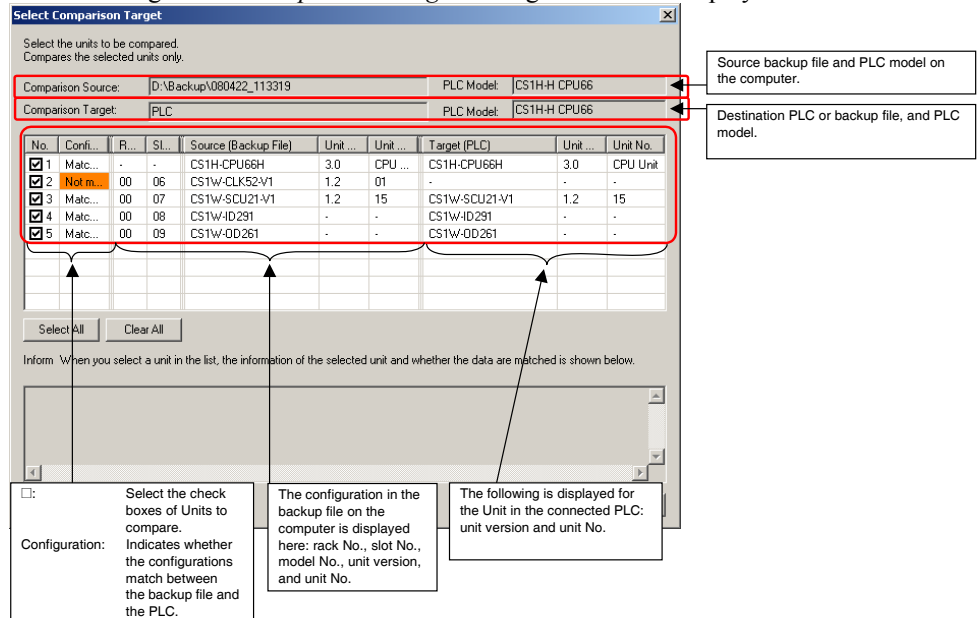 Select Comparison Target
Select the units to be compared.
Compares the selected units only.
Comparison Source: D:\Backup\080422_113319 PLC Model: CS1H-H CPU66
Comparison Target: PLC PLC Model: CS1H-H CPU66
Source backup file and PLC model on
the computer.
Destination PLC or backup file, and PLC
model.
No. Confi... R... Sl... Source (Backup File) Unit ... Unit ... Target (PLC) Unit ... Unit No.
1 Matc... - - CS1H-CPU66H 3.0 CPU ... CS1H-CPU66H 3.0 CPU Unit
2 Not m... 00 06 CS1W-CLK52-V1 1.2 01 - - -
3 Matc... 00 07 CS1W-SCU21-V1 1.2 15 CS1W-SCU21-V1 1.2 15
4 Matc... 00 08 CS1W-ID291 - - CS1W-ID291 - -
5 Matc... 00 09 CS1W-OD261 - - CS1W-OD261 - -
Select All Clear All
Inform When you select a unit in the list, the information of the selected unit and whether the data are matched is shown below.
□: Select the check
boxes of Units to
compare.
Configuration: Indicates whether
the configurations
match between
the backup file and
the PLC.
The configuration in the
backup file on the
computer is displayed
here: rack No., slot No.,
model No., unit version,
and unit No.
The following is displayed for
the Unit in the connected PLC:
unit version and unit No.